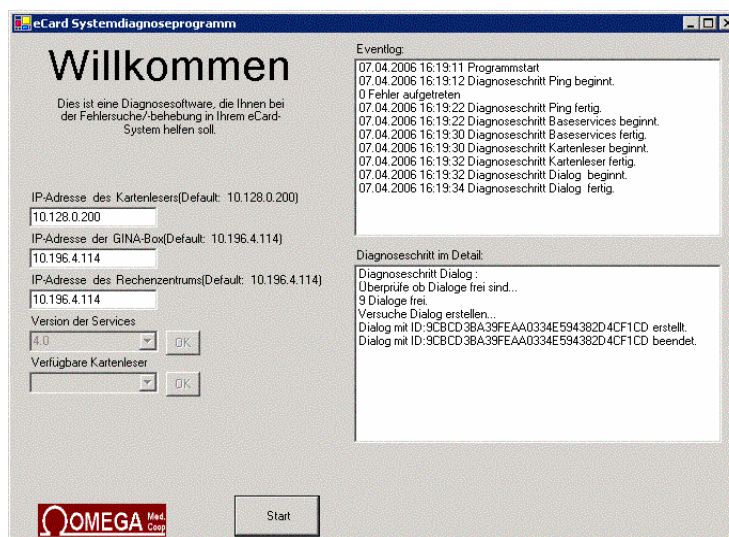 eCard Systemdiagnoseprogramm
Willkommen
Dies ist eine Diagnosesoftware, die Ihnen bei
der Fehlersuche/-behebung in Ihrem eCard-
System helfen soll.
IP-Adresse des Kartenlesers(Default: 10.128.0.200)
10.128.0.200
IP-Adresse der GINA-Box(Default: 10.196.4.114)
10.196.4.114
IP-Adresse des Rechenzentrums(Default: 10.196.4.114)
10.196.4.114
Version der Services
4.0
OK
Verfügbare Kartenleser
OK
OMEGA Med. Coop
Start
Eventlog:
07.04.2006 16:19:11 Programmstart
07.04.2006 16:19:12 Diagnoseschritt Ping beginnt.
0 Fehler aufgetreten
07.04.2006 16:19:22 Diagnoseschritt Ping fertig.
07.04.2006 16:19:22 Diagnoseschritt Baseservices beginnt.
07.04.2006 16:19:30 Diagnoseschritt Baseservices fertig.
07.04.2006 16:19:30 Diagnoseschritt Kartenleser beginnt.
07.04.2006 16:19:32 Diagnoseschritt Kartenleser fertig.
07.04.2006 16:19:32 Diagnoseschritt Dialog beginnt.
07.04.2006 16:19:34 Diagnoseschritt Dialog fertig.
Diagnoseschritt im Detail:
Diagnoseschritt Dialog :
Überprüfe ob Dialoge frei sind...
9 Dialoge frei.
Versuche Dialog erstellen...
Dialog mit ID:9CBCD3BA39FEAA0334E594382D4CF1CD erstellt.
Dialog mit ID:9CBCD3BA39FEAA0334E594382D4CF1CD beendet.